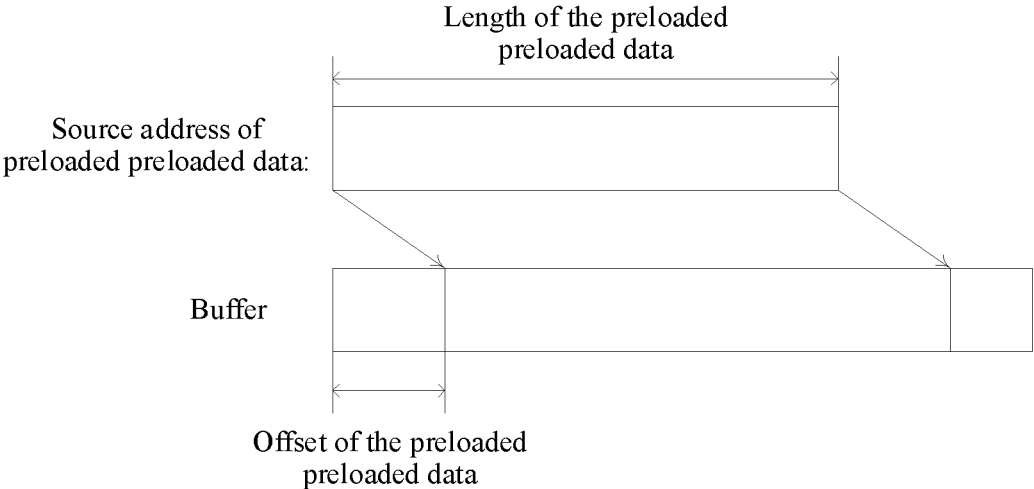 Length of the preloaded
preloaded data
Source address of
preloaded preloaded data:
Buffer
Offset of the preloaded
preloaded data